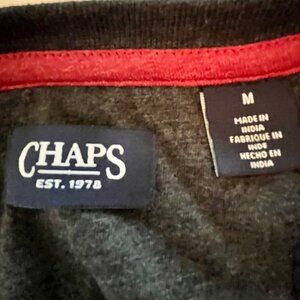 CHAPS
EST. 1978
M
MADE IN
INDIA
FABRIQUE IN
INDE
HECHO EN
INDIA